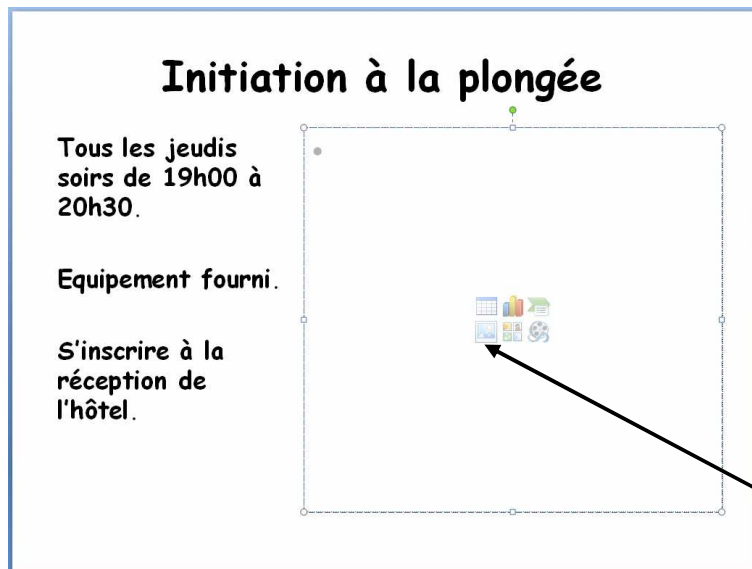 Initiation à la plongée
Tous les jeudis
soirs de 19h00 à
20h30.
Equipement fourni.
S'inscrire à la
réception de
l'hôtel.